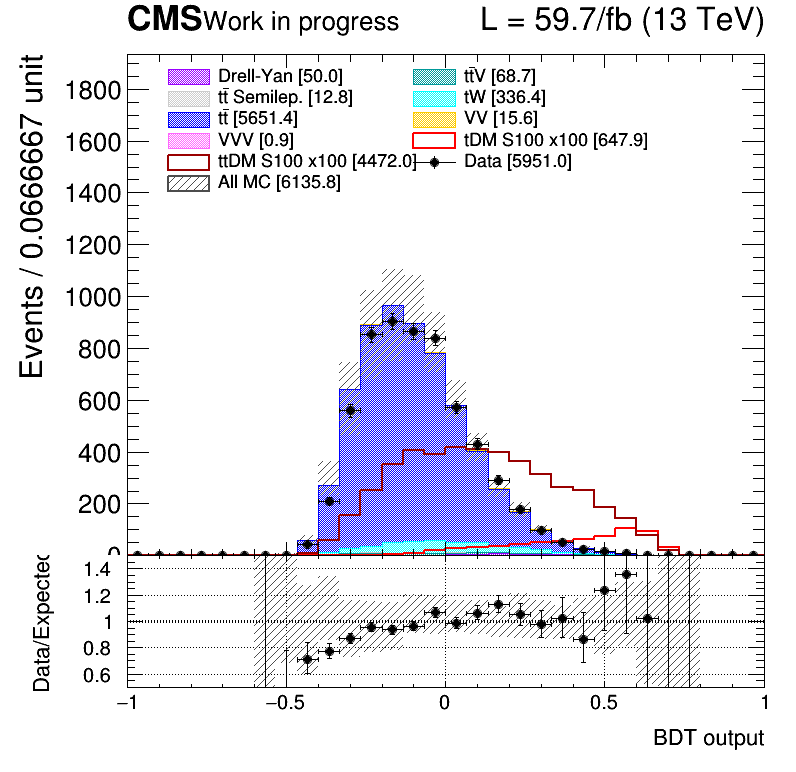 CMS Work in progress L = 59.7/fb (13 TeV)
Events / 0.0666667 unit
1800
1600
1400
1200
1000
800
600
400
200
0
Drell-Yan [50.0] tt̄V [68.7]
tt̄ Semilep. [12.8] tW [336.4]
tt̄ [5651.4] VV [15.6]
VVV [0.9] tDM S100 x100 [647.9]
ttDM S100 x100 [4472.0] Data [5951.0]
All MC [6135.8]
Data/Expected
1.4
1.2
1
0.8
0.6
−1 −0.5 0 0.5 1
BDT output